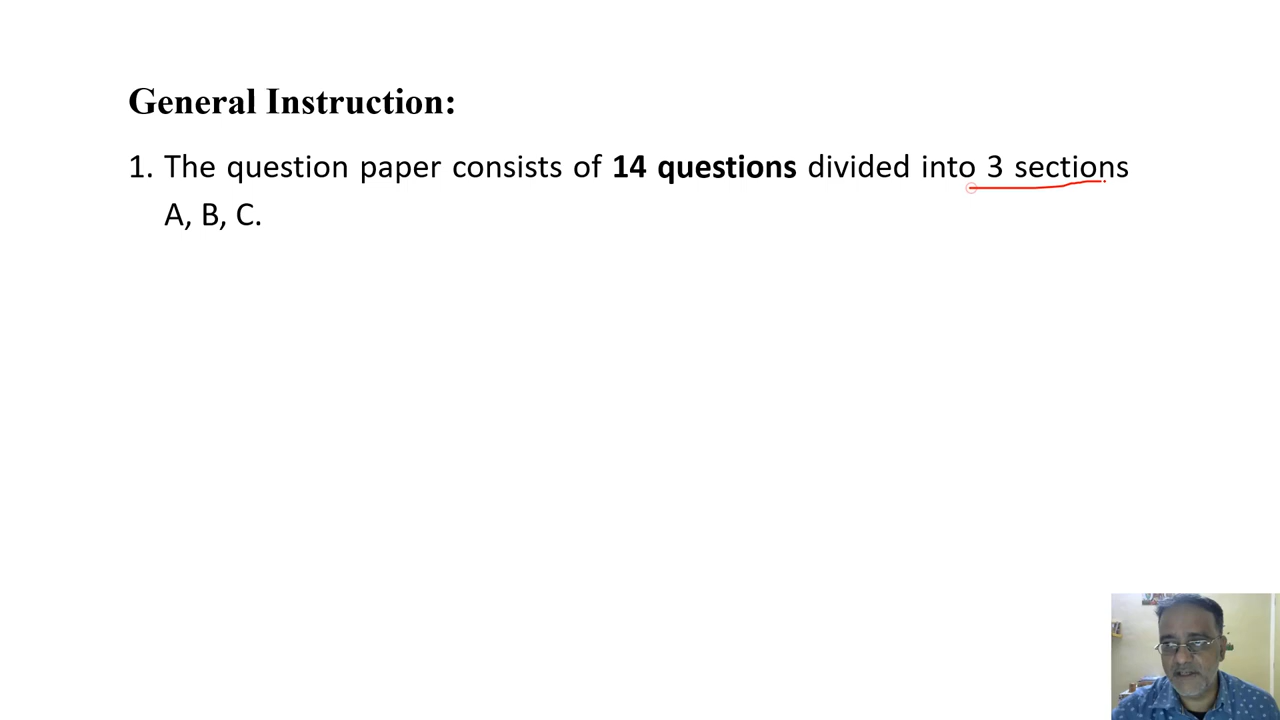 General Instruction:
1. The question paper consists of 14 questions divided into 3 sections
A, B, C.